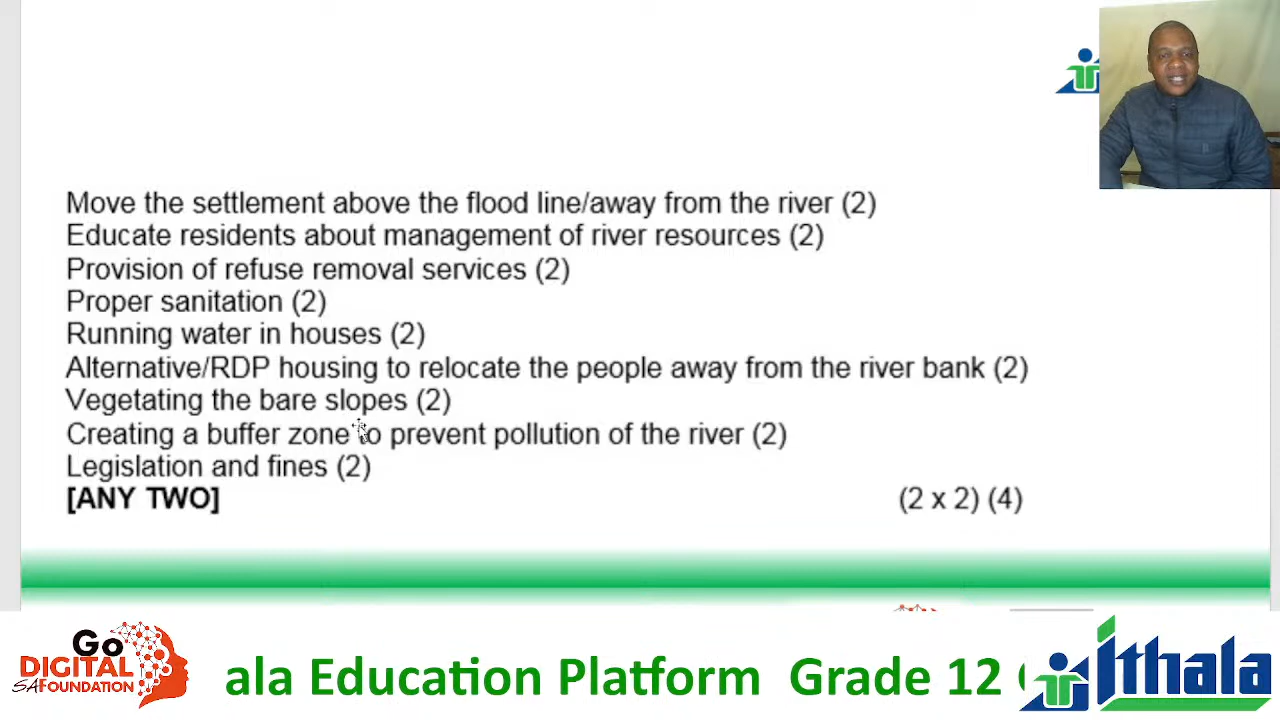 Move the settlement above the flood line/away from the river (2)
Educate residents about management of river resources (2)
Provision of refuse removal services (2)
Proper sanitation (2)
Running water in houses (2)
Alternative/RDP housing to relocate the people away from the river bank (2)
Vegetating the bare slopes (2)
Creating a buffer zone to prevent pollution of the river (2)
Legislation and fines (2)
[ANY TWO] (2 x 2) (4)
Go
DIGITAL
SA FOUNDATION
ala Education Platform Grade 12
Ithala